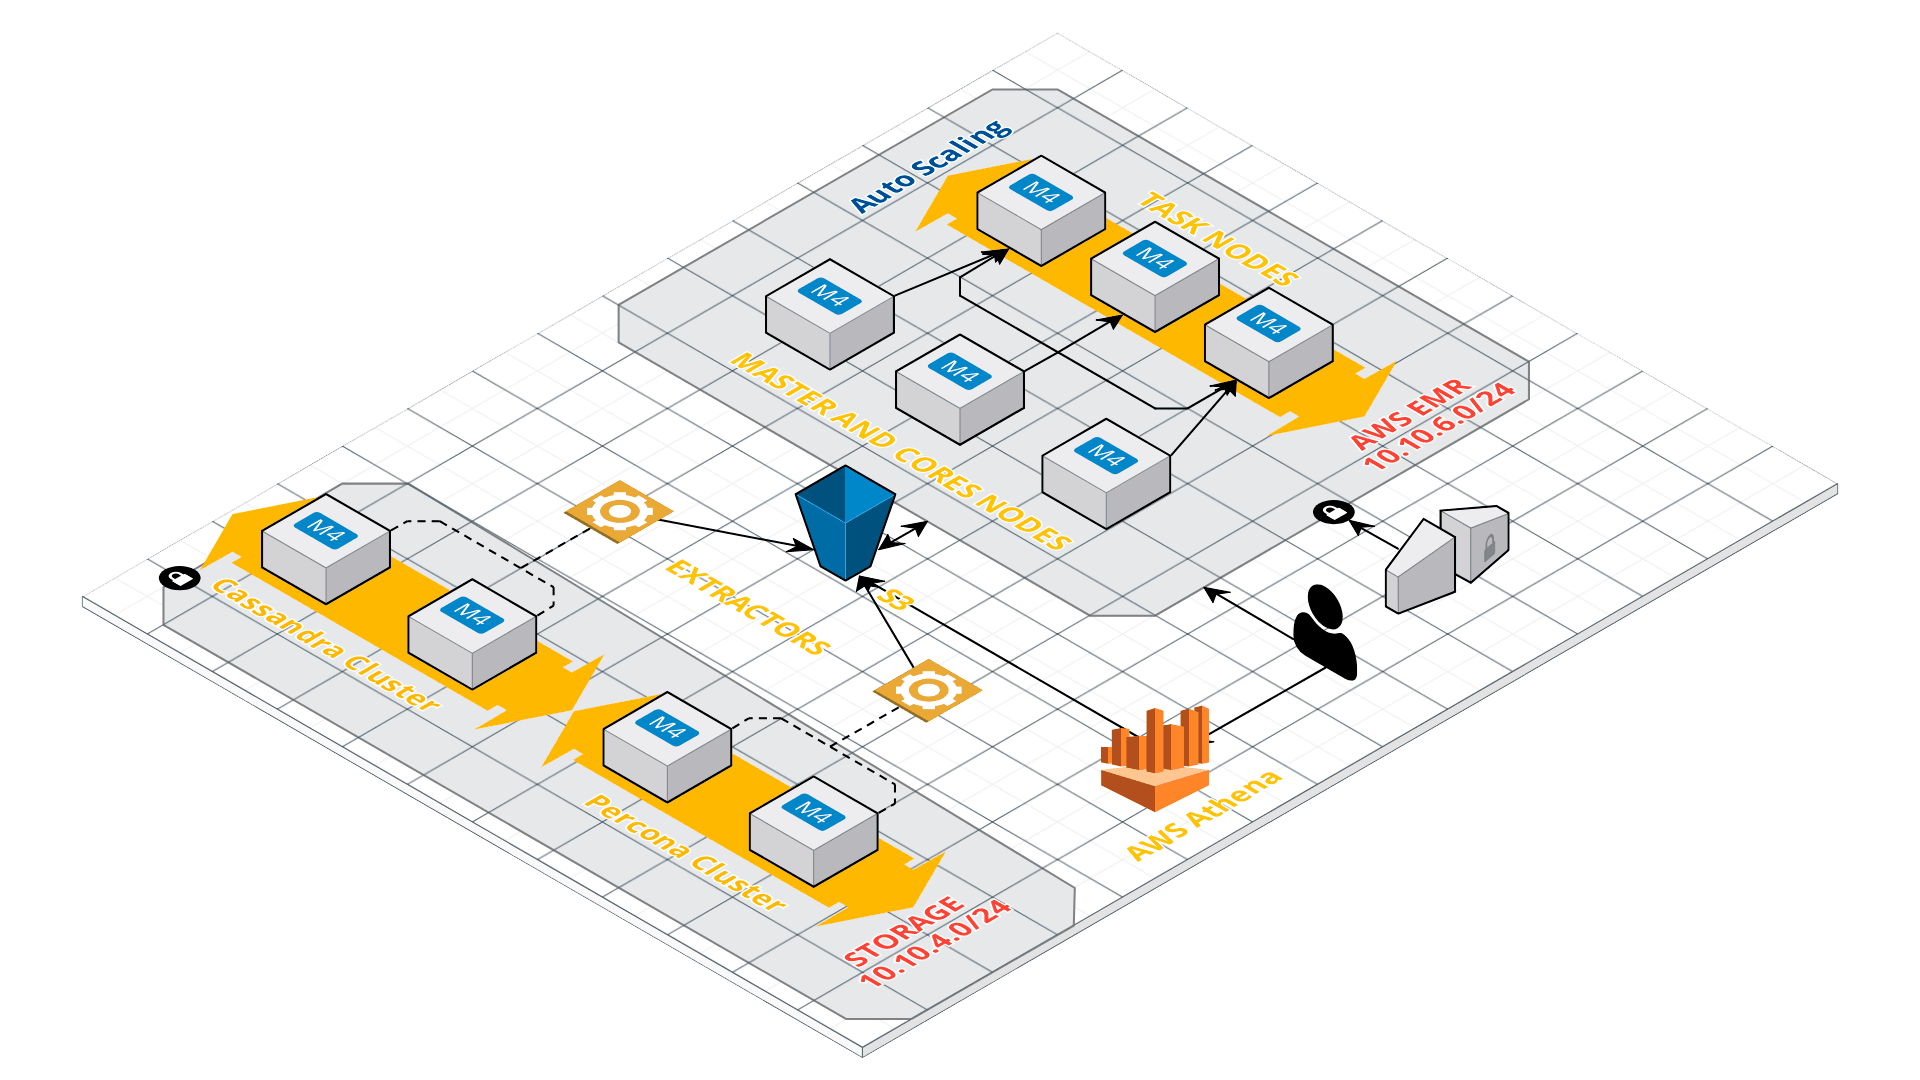 Auto Scaling
M4
TASK NODES
M4
M4
M4
M4
M4
MASTER AND CORES NODES
AWS EMR
10.10.6.0/24
M4
M4
Cassandra Cluster
EXTRACTORS
S3
M4
M4
Percona Cluster
AWS Athena
STORAGE
10.10.4.0/24